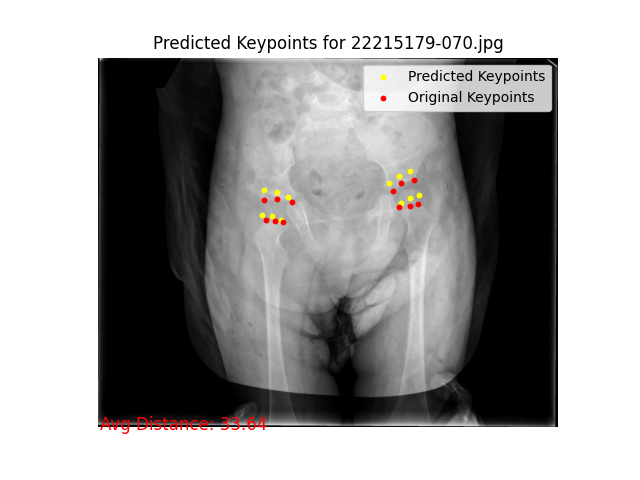 Predicted Keypoints for 22215179-070.jpg
Predicted Keypoints
Original Keypoints
Avg Distance: 33.64